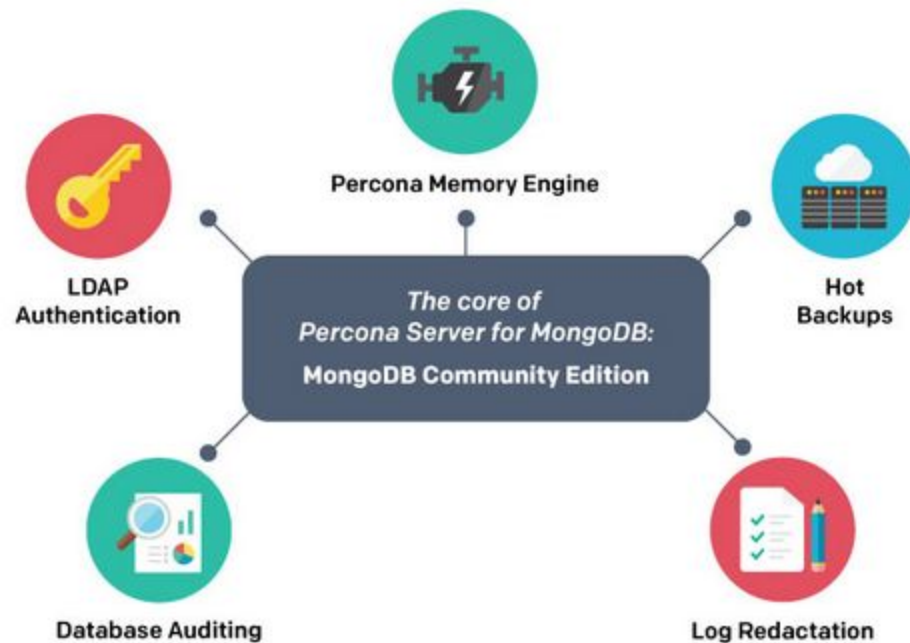 Percona Memory Engine
LDAP
Authentication
Hot
Backups
The core of
Percona Server for MongoDB:
MongoDB Community Edition
Database Auditing
Log Redactation